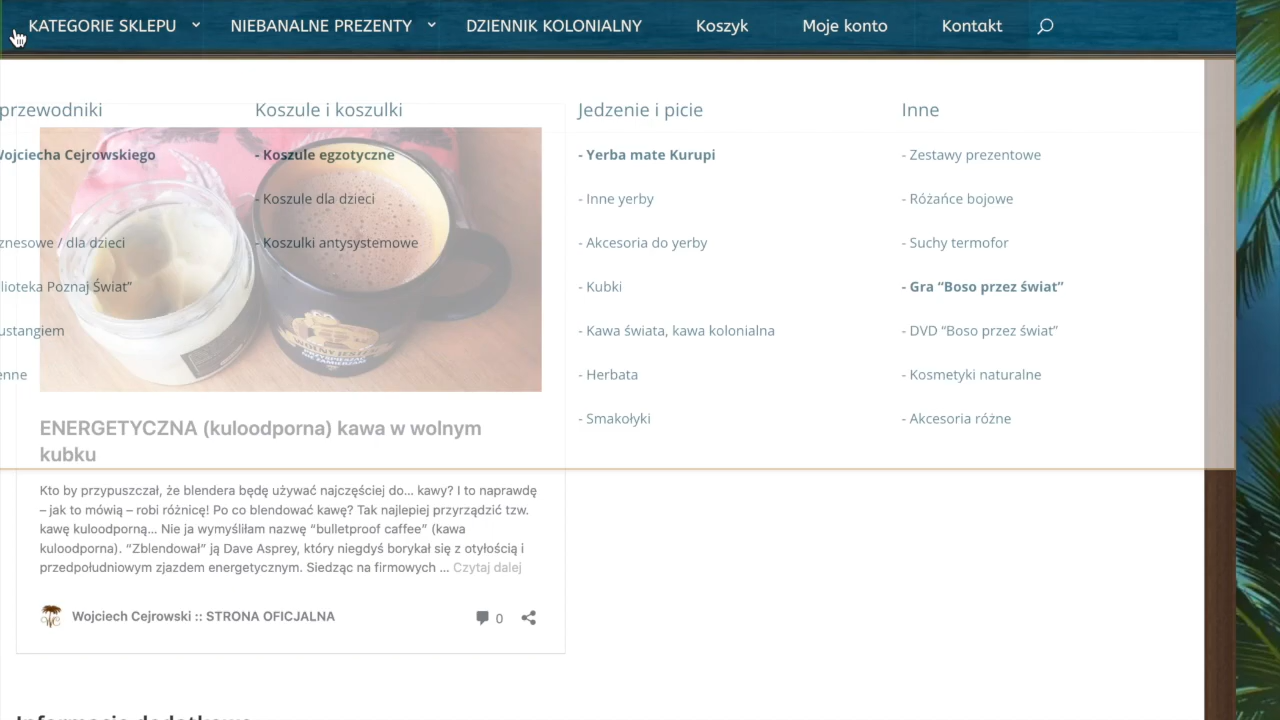 KATEGORIE SKLEPU NIEBANALNE PREZENTY DZIENNIK KOLONIALNY Koszyk Moje konto Kontakt
przewodniki
Wojciecha Cejrowskiego
/ dla dzieci
Poznaj Świat”
Koszule i koszulki
- Koszule egzotyczne
- Koszule dla dzieci
- Koszulki antysystemowe
Jedzenie i picie
- Yerba mate Kurupi
- Inne yerby
- Akcesoria do yerby
- Kubki
- Kawa świata, kawa kolonialna
- Herbata
- Smakołyki
Inne
- Zestawy prezentowe
- Różańce bojowe
- Suchy termofor
- Gra “Boso przez świat”
- DVD “Boso przez świat”
- Kosmetyki naturalne
- Akcesoria różne
ENERGETYCZNA (kuloodporna) kawa w wolnym
kubku
Kto by przypuszczał, że blendera będę używać najczęściej do... kawy? I to naprawdę
– jak to mówią – robi różnicę! Po co blendować kawę? Tak najlepiej przyrządzić tzw.
kawę kuloodporną... Nie ja wymyśliłam nazwę “bulletproof caffee” (kawa
kuloodporna). “Zblendował” ją Dave Asprey, który niegdyś borykał się z otyłością i
przedpołudniowym zjazdem energetycznym. Siedząc na firmowych ... Czytaj dalej
Wojciech Cejrowski :: STRONA OFICJALNA 0
Informacje dodatkowe